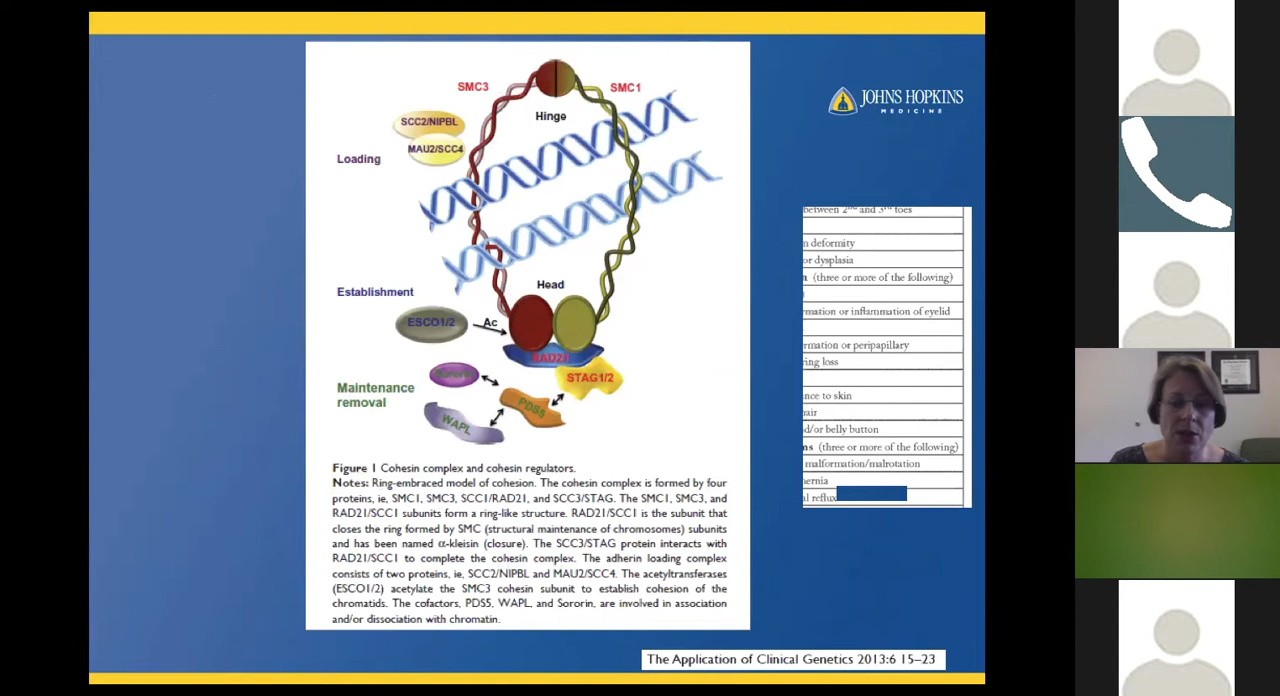 SMC3
SMC1
SCC2/NIPBL
Hinge
MAU2/SCC4
Loading
Head
Establishment
ESCO1/2
Ac
RAD21
STAG1/2
Maintenance
removal
PDS5
WAPL
Figure 1 Cohesin complex and cohesin regulators.
Notes: Ring-embraced model of cohesion. The cohesin complex is formed by four
proteins, ie, SMC1, SMC3, SCC1/RAD21, and SCC3/STAG. The SMC1, SMC3, and
RAD21/SCC1 subunits form a ring-like structure. RAD21/SCC1 is the subunit that
closes the ring formed by SMC (structural maintenance of chromosomes) subunits
and has been named α-kleisin (closure). The SCC3/STAG protein interacts with
RAD21/SCC1 to complete the cohesin complex. The adherin loading complex
consists of two proteins, ie, SCC2/NIPBL and MAU2/SCC4. The acetyltransferases
(ESCO1/2) acetylate the SMC3 cohesin subunit to establish cohesion of the
chromatids. The cofactors, PDS5, WAPL, and Sororin, are involved in association
and/or dissociation with chromatin.
JOHNS HOPKINS
MEDICINE
between 2nd and 3rd toes
n deformity
or dysplasia
(three or more of the following)
rmation or inflammation of eyelid
rmation or peripapillary
ring loss
nce to skin
hair
d/or belly button
ms (three or more of the following)
malformation/malrotation
ernia
al reflux
The Application of Clinical Genetics 2013:6 15–23